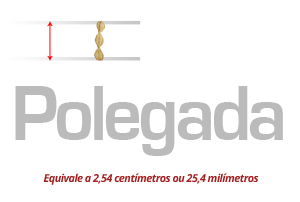 Polegada
Equivale a 2,54 centímetros ou 25,4 milímetros